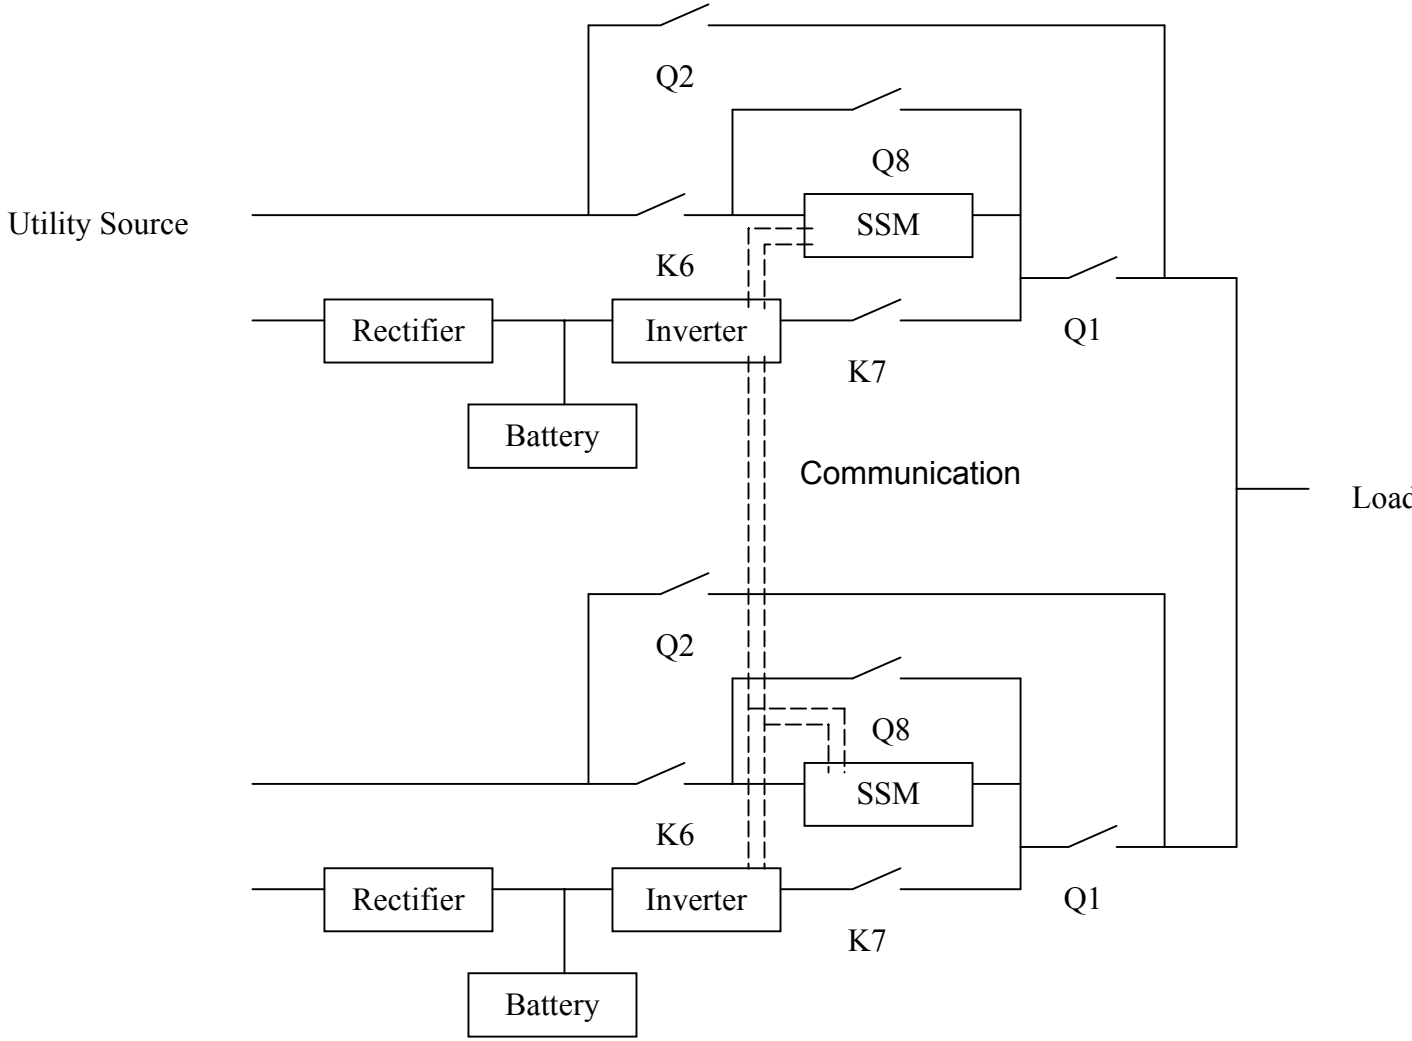 Q2
Q8
Utility Source
SSM
K6
Rectifier
Inverter
Q1
K7
Battery
Communication
Load
Q2
Q8
SSM
K6
Rectifier
Inverter
Q1
K7
Battery